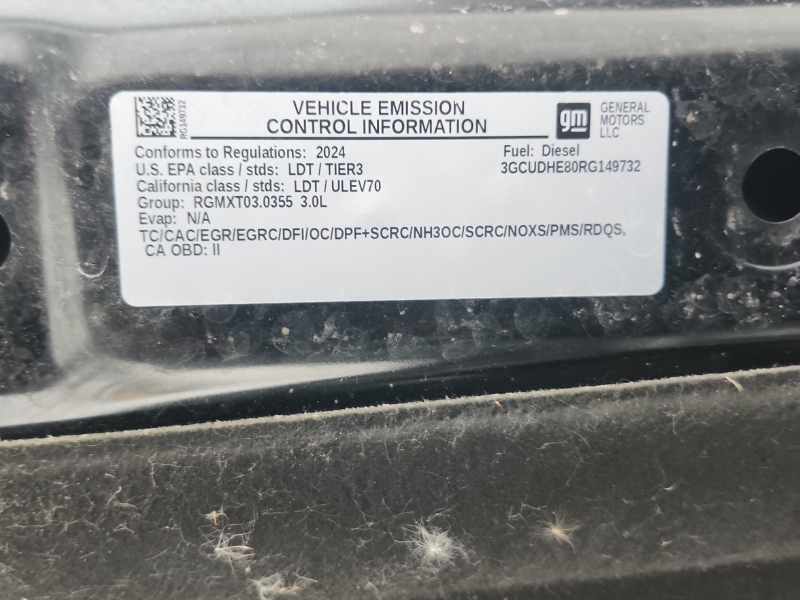 RG149732
VEHICLE EMISSION
CONTROL INFORMATION
gm
GENERAL
MOTORS
LLC
Conforms to Regulations: 2024
Fuel: Diesel
U.S. EPA class / stds: LDT / TIER3
3GCUDHE80RG149732
California class / stds: LDT / ULEV70
Group: RGMXT03.0355 3.0L
Evap: N/A
TC/CAC/EGR/EGRC/DFI/OC/DPF+SCRC/NH3OC/SCRC/NOXS/PMS/RDQS,
CA OBD: II